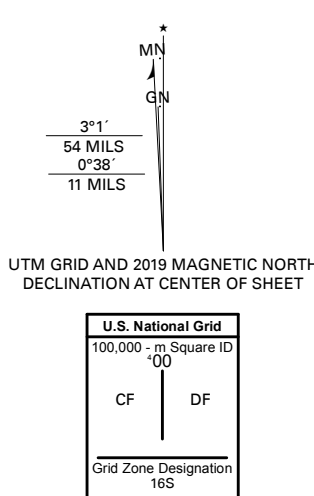 MN
GN
3°1´
54 MILS
0°38´
11 MILS
UTM GRID AND 2019 MAGNETIC NORTH
DECLINATION AT CENTER OF SHEET
U.S. National Grid
100,000 - m Square ID
⁴00
CF DF
Grid Zone Designation
16S